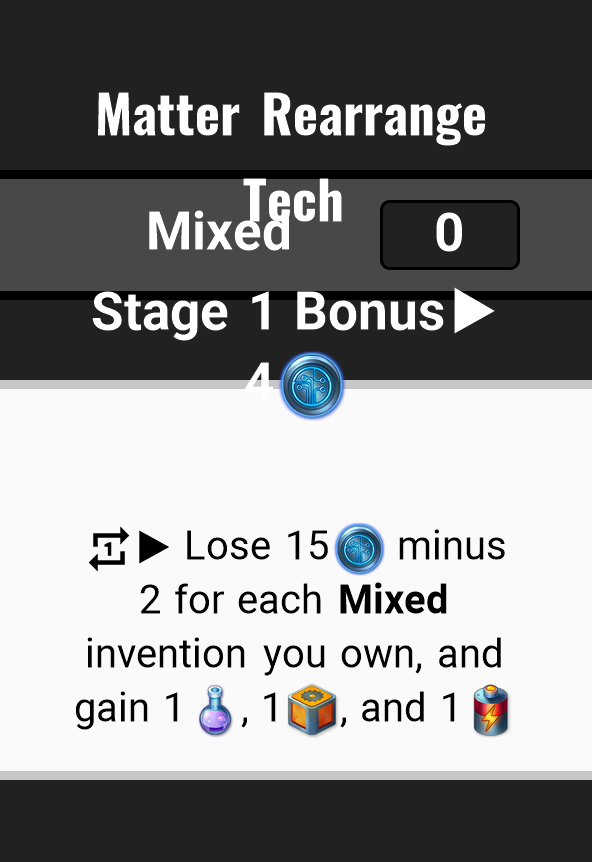 Matter Rearrange
Tech
Mixed 0
Stage 1 Bonus▶
4
1 ▶ Lose 15 minus
2 for each Mixed
invention you own, and
gain 1 , 1 , and 1